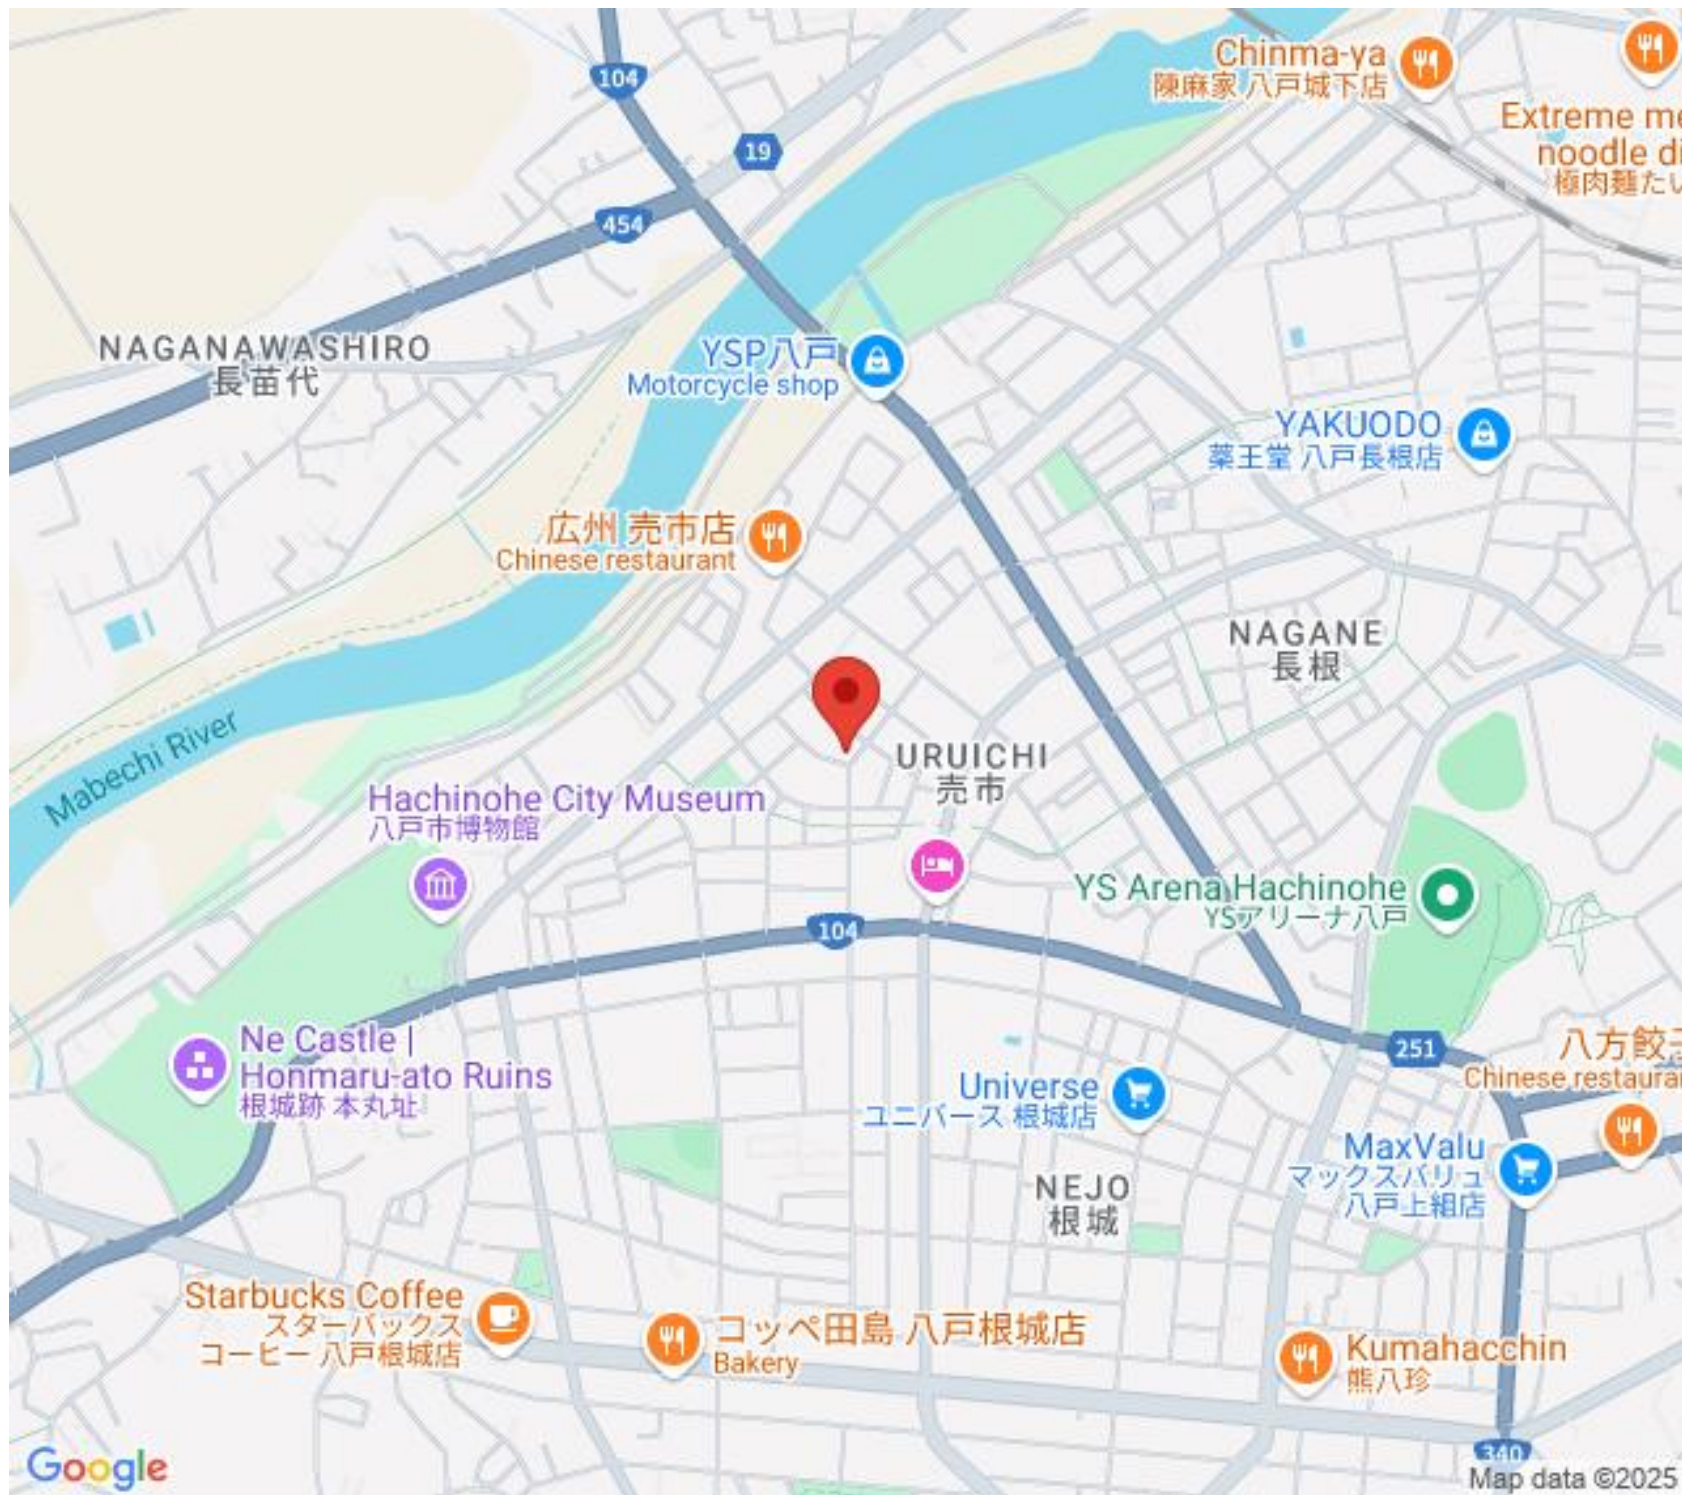 Chinma-ya
陳麻家 八戸城下店
104
19
Extreme me
noodle di
極肉麺たい
454
NAGANAWASHIRO
長苗代
YSP八戸
Motorcycle shop
YAKUODO
薬王堂 八戸長根店
広州 売市店
Chinese restaurant
NAGANE
長根
Mabechi River
URUICHI
売市
Hachinohe City Museum
八戸市博物館
YS Arena Hachinohe
YSアリーナ八戸
104
Ne Castle |
Honmaru-ato Ruins
根城跡 本丸址
251
八方餃子
Chinese restaurant
Universe
ユニバース 根城店
MaxValu
マックスバリュ
八戸上組店
NEJO
根城
Starbucks Coffee
スターバックス
コーヒー 八戸根城店
コッペ田島 八戸根城店
Bakery
Kumahacchin
熊八珍
340
Google
Map data ©2025